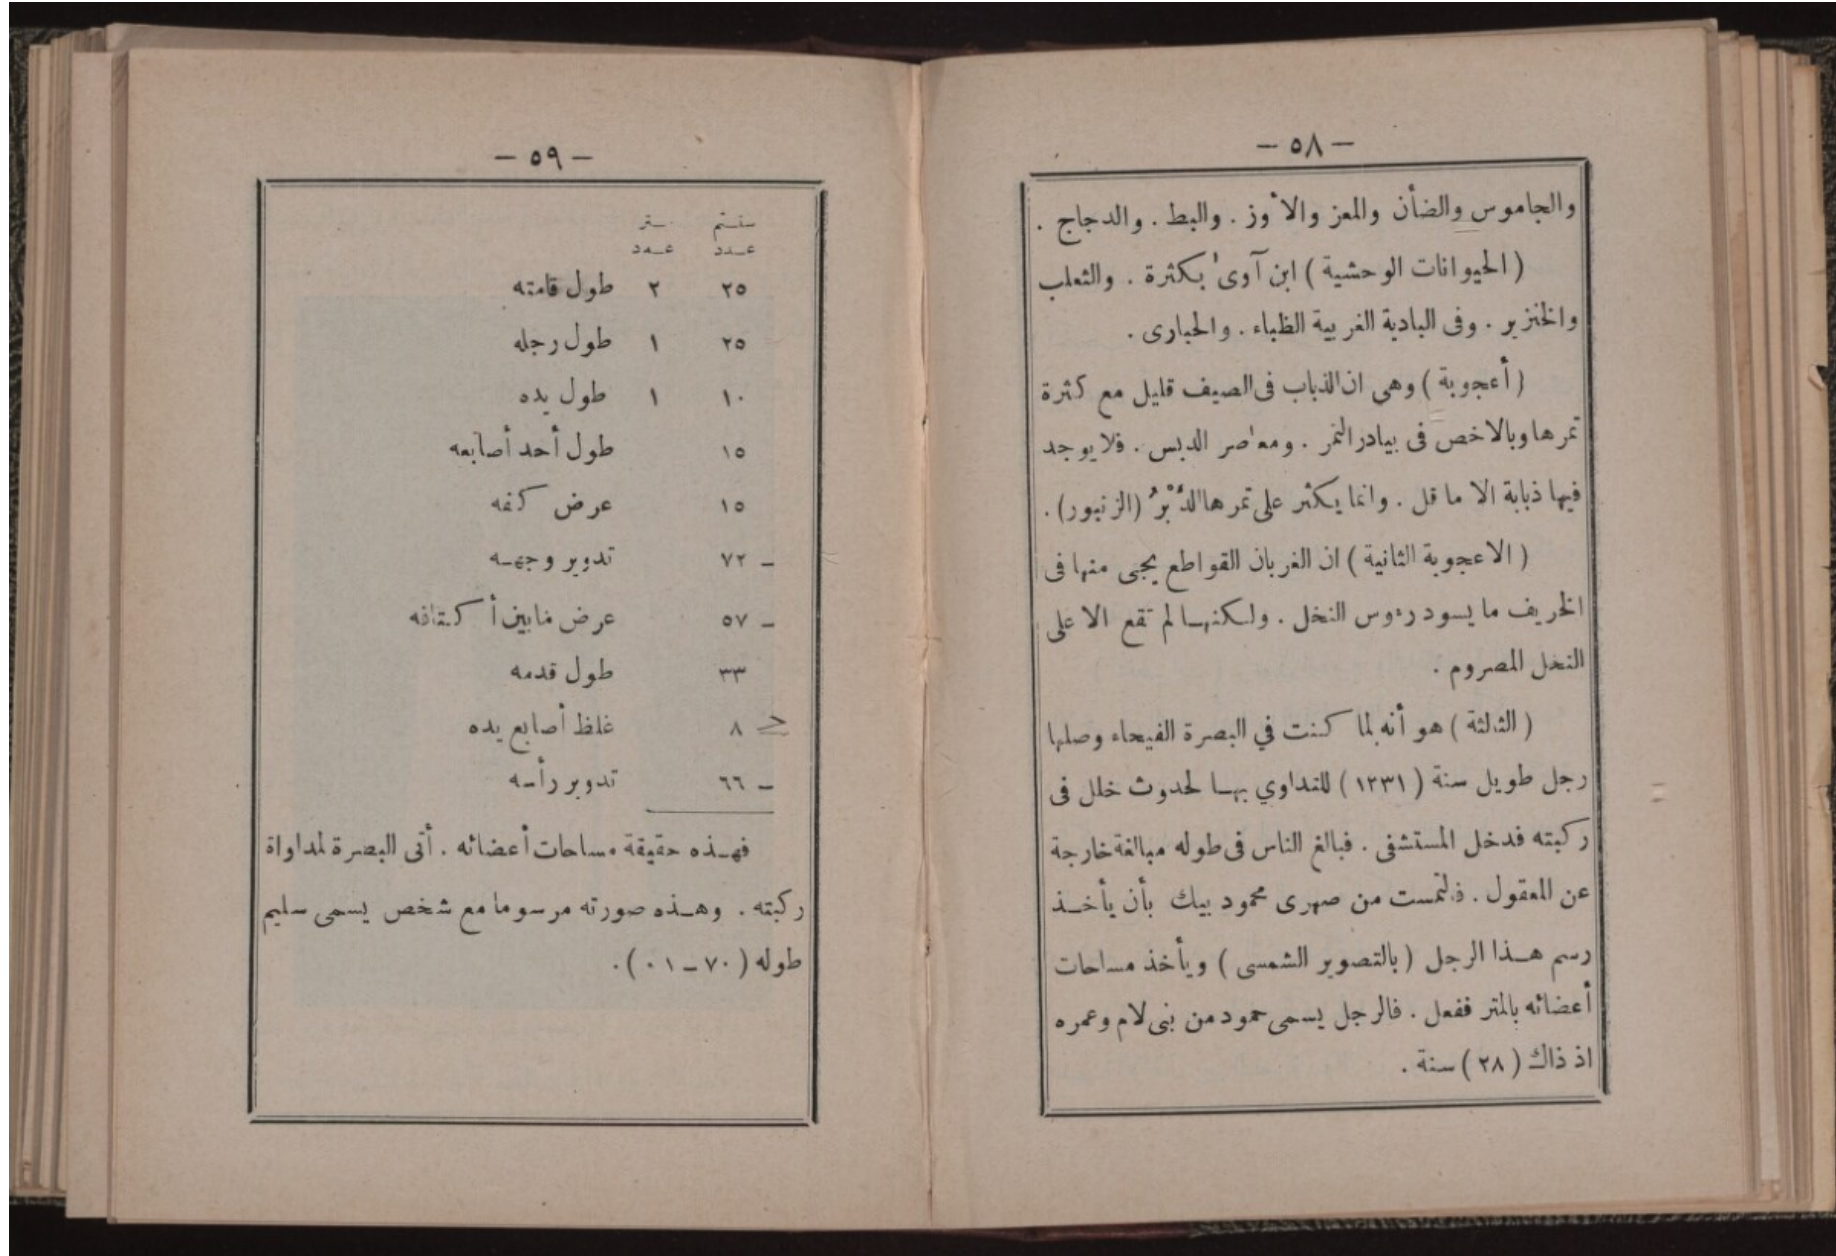 — ٥٨ —
والجاموس والضأن والمعز والأوز . والبط . والدجاج .
( الحيوانات الوحشية ) ابن آوى بكثرة . والثعلب
والخنزير . وفى البادية الغربية الظباء . والحبارى .
( أعجوبة ) وهي ان الذباب فى الصيف قليل مع كثرة
تمرها وبالاخص فى بيادر التمر . ومعاصر الدبس . فلا يوجد
فيها ذبابة الا ما قل . وانما يكثر على تمرها الدَّبْرُ (الزنبور) .
( الاعجوبة الثانية ) ان الغربان القواطع يجى منها فى
الخريف ما يسود رءوس النخل . ولكنها لم تقع الا على
النخل المصروم .
( الثالثة ) هو أنه لما كنت في البصرة الفيحاء وصلها
رجل طويل سنة ( ١٣٣١ ) للتداوي بها لحدوث خلل فى
ركبته فدخل المستشفى . فبالغ الناس فى طوله مبالغة خارجة
عن المعقول . فالتمست من صهرى محمود بيك بأن يأخذ
رسم هذا الرجل ( بالتصوير الشمسى ) ويأخذ مساحات
أعضائه بالمتر ففعل . فالرجل يسمى حمود من بنى لام وعمره
اذ ذاك ( ٢٨ ) سنة .
— ٥٩ —
سنتم متر
عدد عدد
٢٥ ٢ طول قامته
٢٥ ١ طول رجله
١٠ ١ طول يده
١٥ طول أحد أصابعه
١٥ عرض كفه
٧٢ تدوير وجهه
٥٧ عرض مابين أكتافه
٣٣ طول قدمه
٨ غلظ أصابع يده
٦٦ تدوير رأسه
فهذه حقيقة مساحات أعضائه . أتى البصرة لمداواة
ركبته . وهذه صورته مرسوما مع شخص يسمى سليم
طوله ( ٧٠ – ٠١ ) .